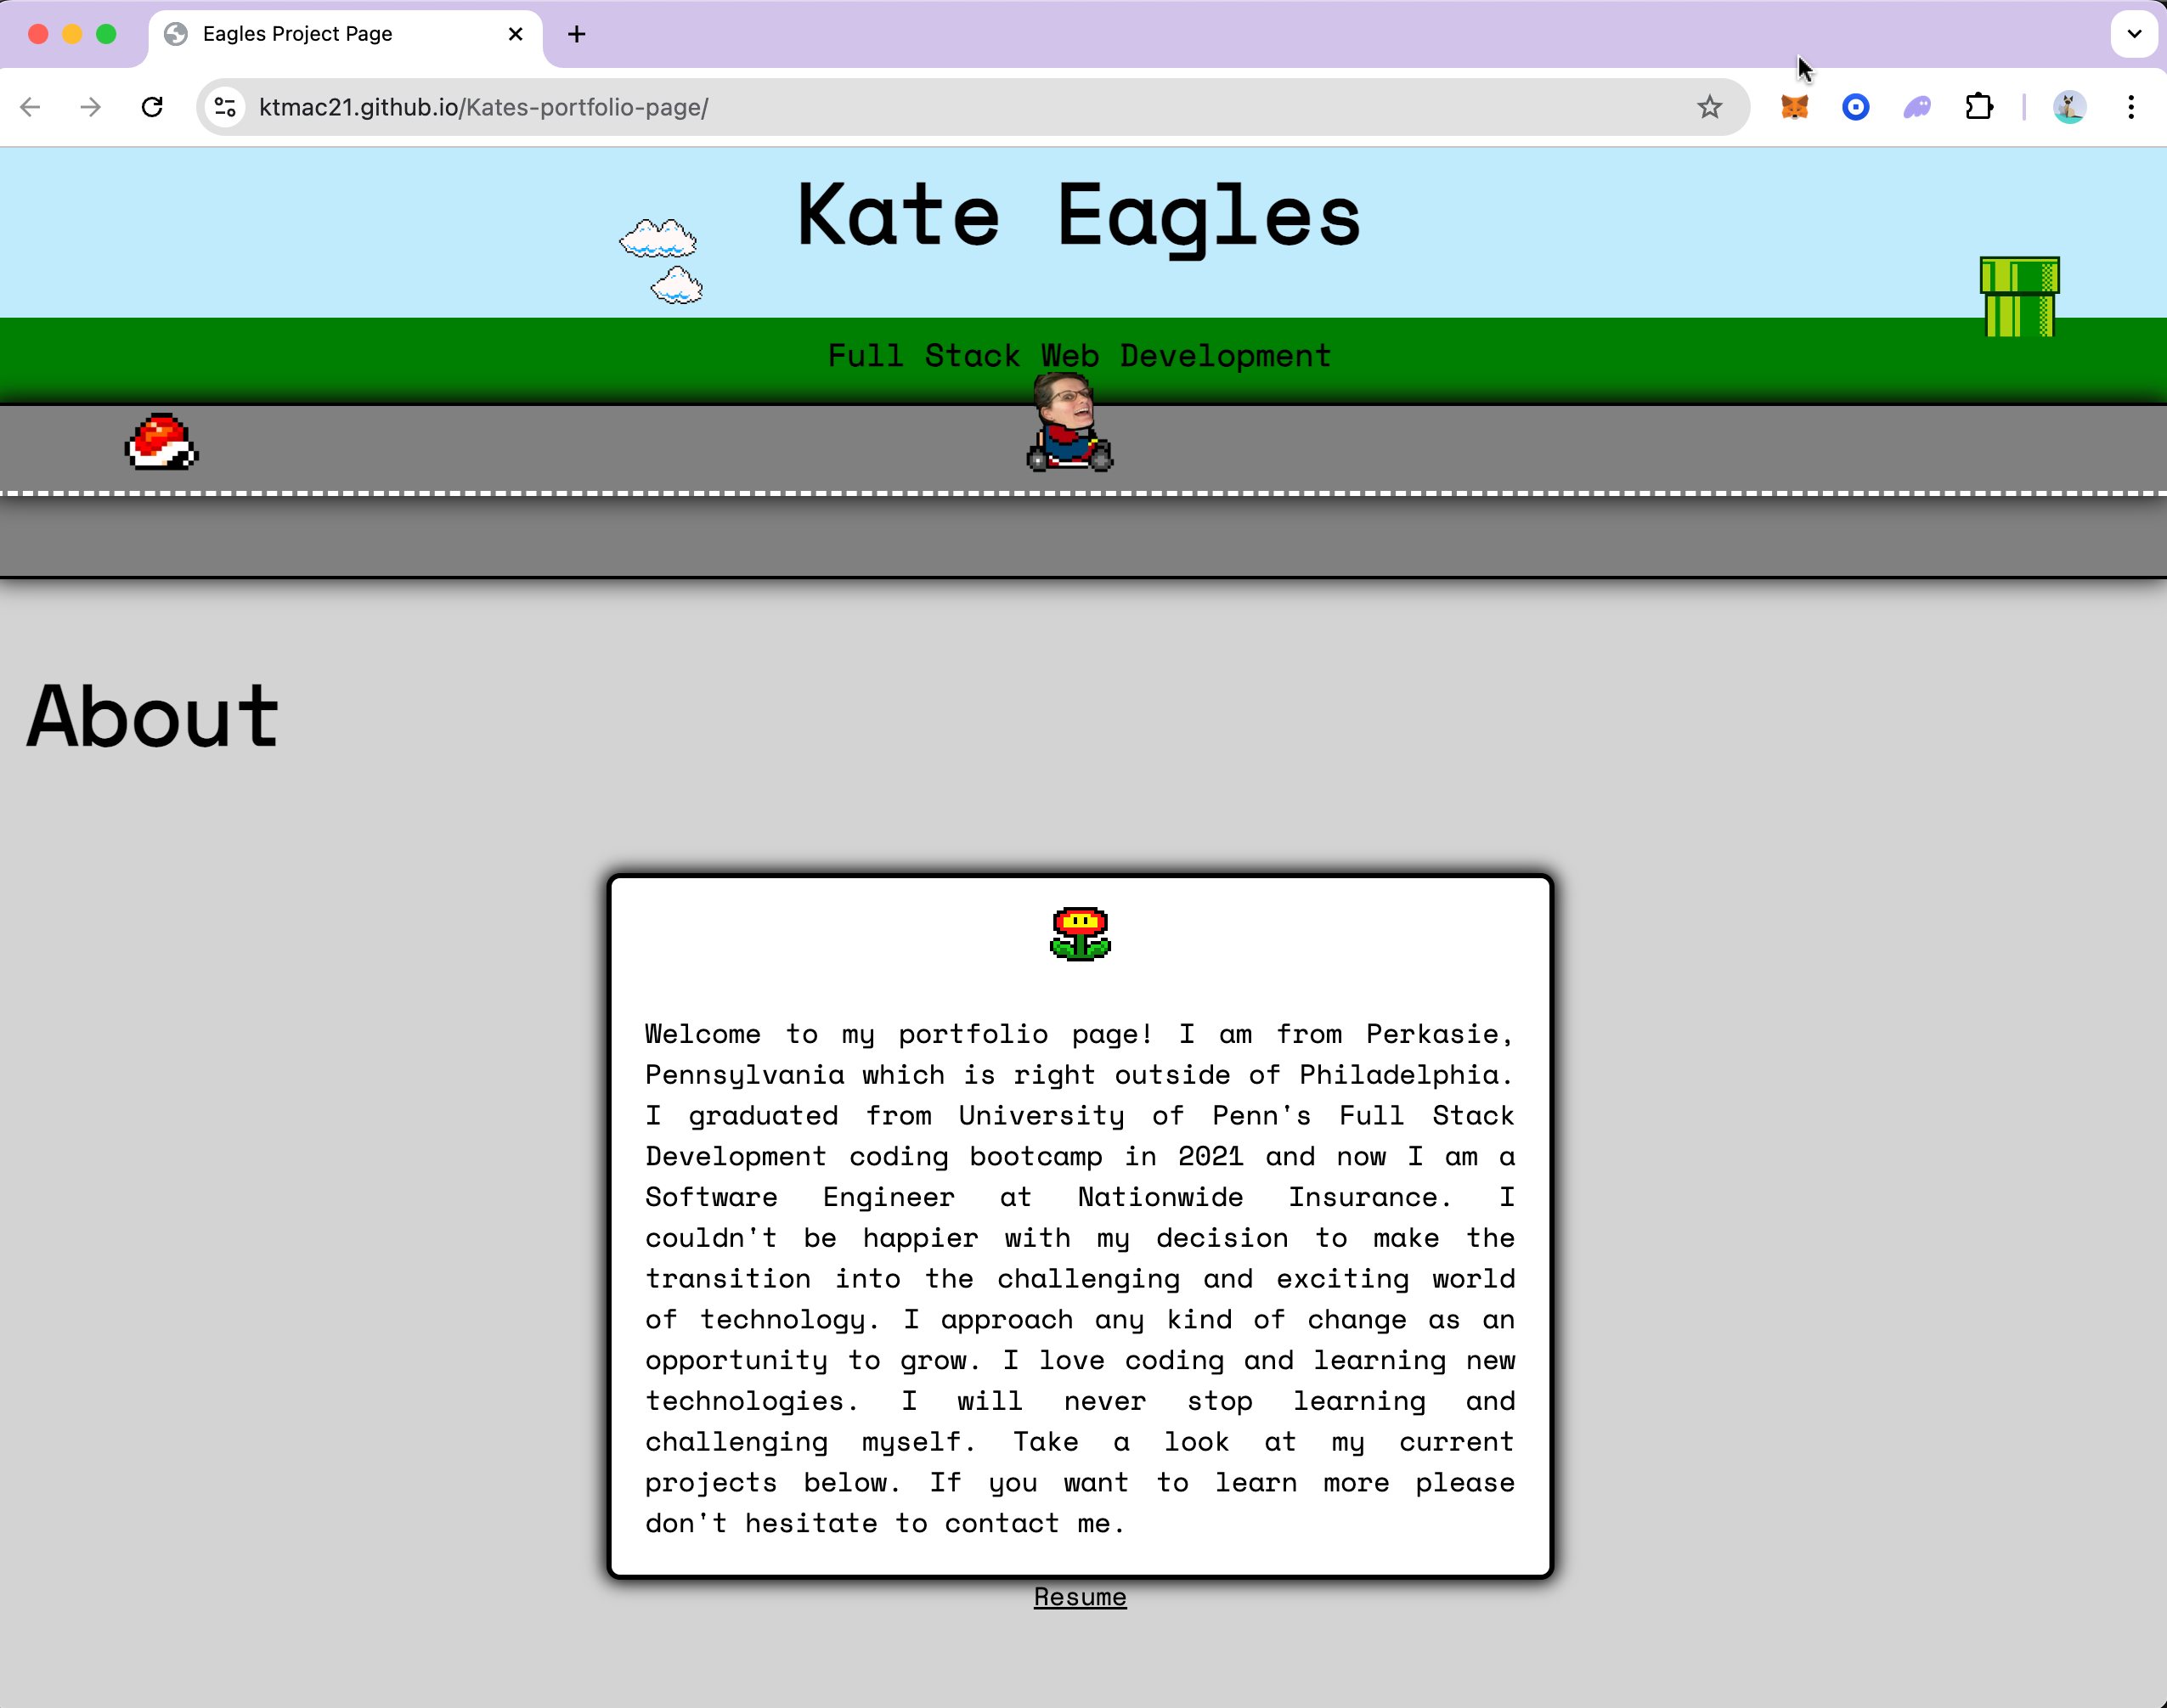 Eagles Project Page
ktmac21.github.io/Kates-portfolio-page/
Kate Eagles
Full Stack Web Development
About
Welcome to my portfolio page! I am from Perkasie,
Pennsylvania which is right outside of Philadelphia.
I graduated from University of Penn's Full Stack
Development coding bootcamp in 2021 and now I am a
Software Engineer at Nationwide Insurance. I
couldn't be happier with my decision to make the
transition into the challenging and exciting world
of technology. I approach any kind of change as an
opportunity to grow. I love coding and learning new
technologies. I will never stop learning and
challenging myself. Take a look at my current
projects below. If you want to learn more please
don't hesitate to contact me.
Resume